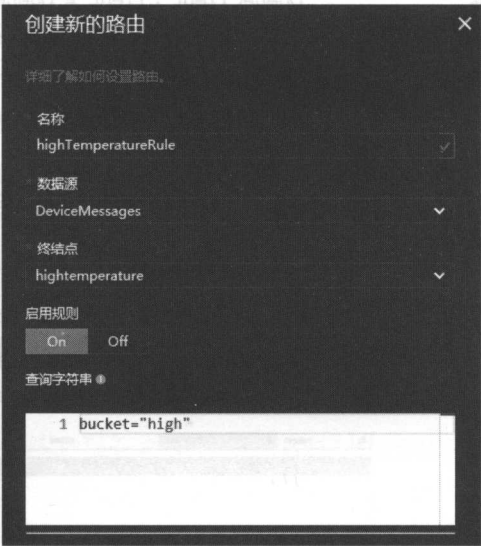 创建新的路由
详细了解如何设置路由。
名称
highTemperatureRule
数据源
DeviceMessages
终结点
hightemperature
启用规则
On Off
查询字符串
1 bucket="high"